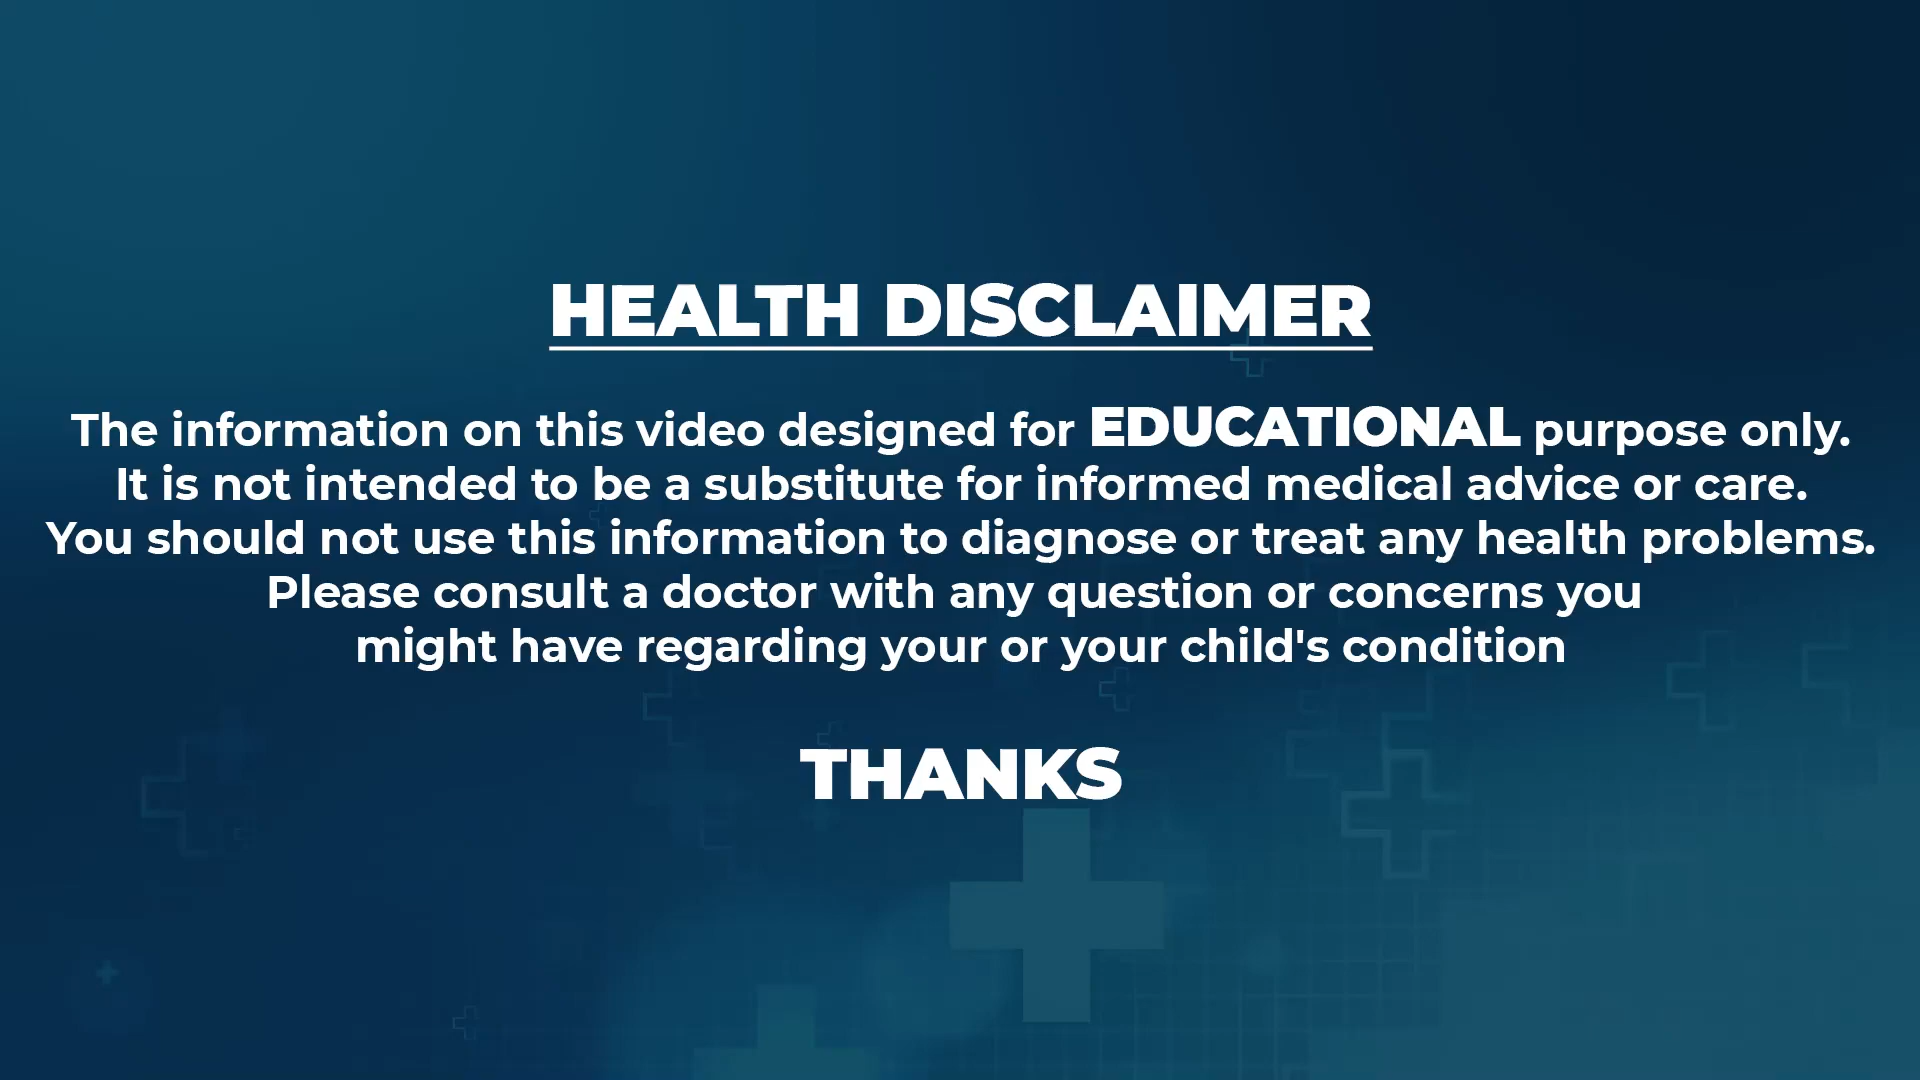 HEALTH DISCLAIMER
The information on this video designed for EDUCATIONAL purpose only.
It is not intended to be a substitute for informed medical advice or care.
You should not use this information to diagnose or treat any health problems.
Please consult a doctor with any question or concerns you
might have regarding your or your child's condition
THANKS